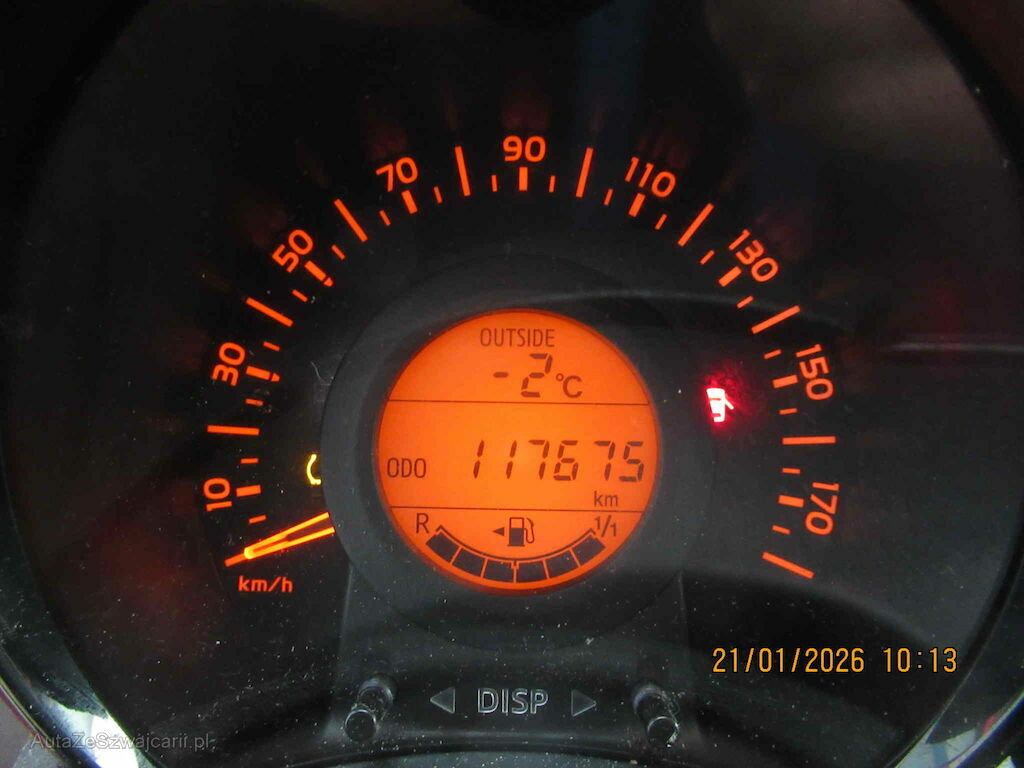 90
70
110
50
130
30
150
10
170
km/h
OUTSIDE
-2°C
ODO 117675
km
R 1/1
21/01/2026 10:13
DISP
AutaZeSzwajcarii.pl